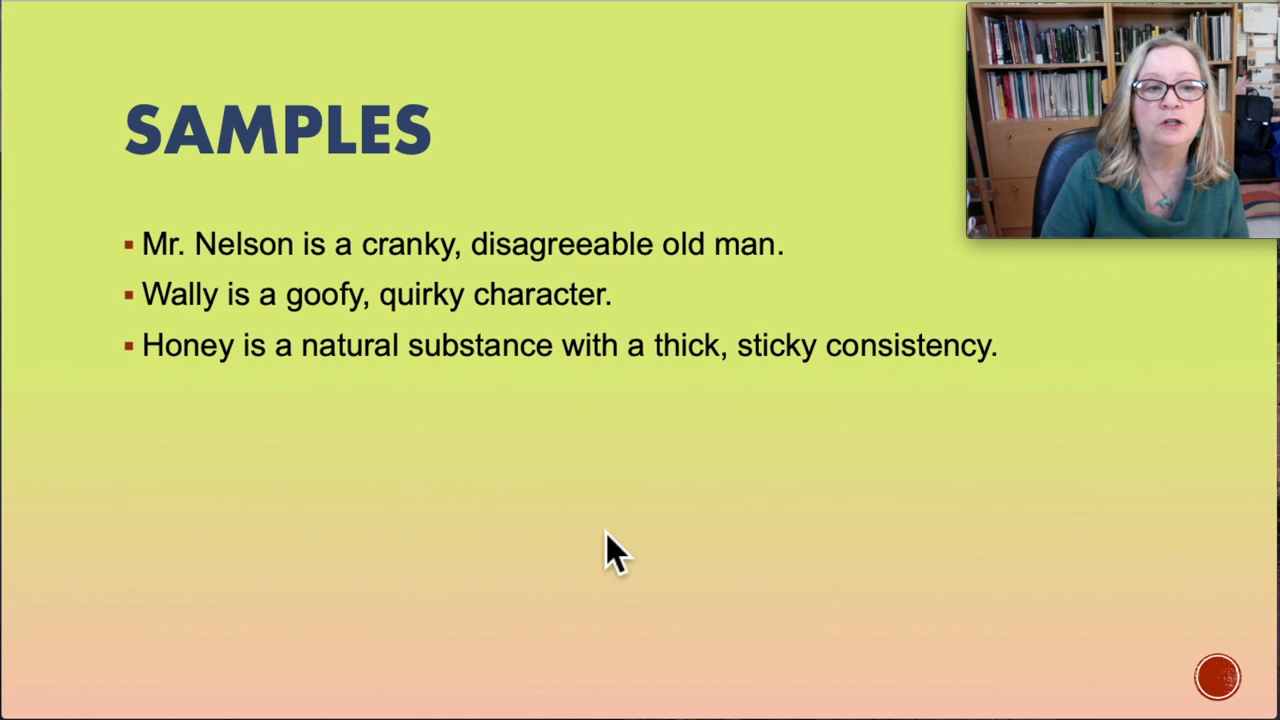 SAMPLES
Mr. Nelson is a cranky, disagreeable old man.
Wally is a goofy, quirky character.
Honey is a natural substance with a thick, sticky consistency.